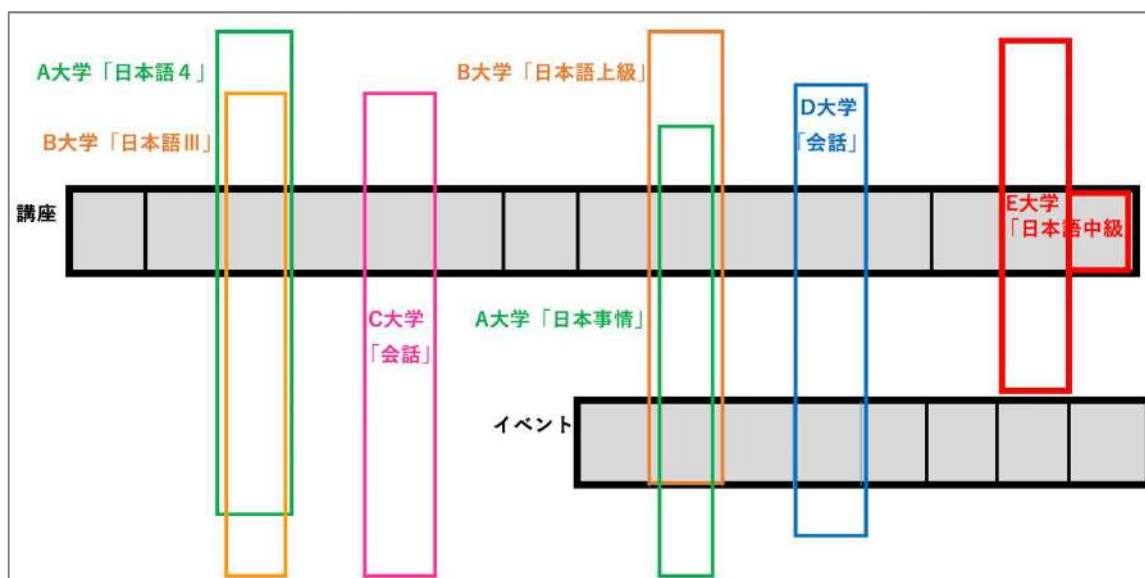 A大学「日本語4」
B大学「日本語上級」
D大学
「会話」
B大学「日本語Ⅲ」
講座
E大学
「日本語中級
C大学
「会話」
A大学「日本事情」
イベント